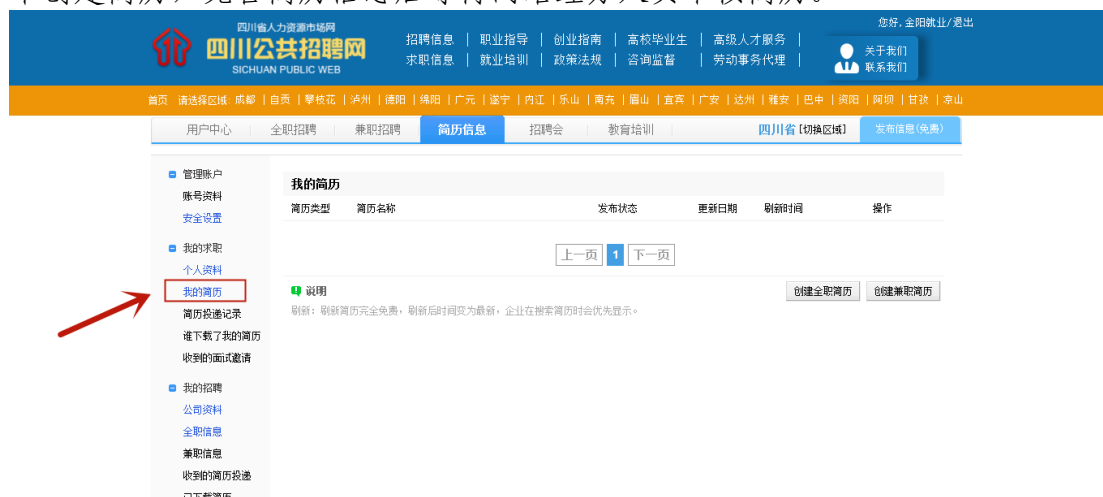 您好, 金阳就业/退出
四川省人力资源市场网
四川公共招聘网
SICHUAN PUBLIC WEB
招聘信息 | 职业指导 | 创业指南 | 高校毕业生 | 高级人才服务 |
求职信息 | 就业培训 | 政策法规 | 咨询监督 | 劳动事务代理 |
关于我们
联系我们
首页 请选择区域: 成都 | 自贡 | 攀枝花 | 泸州 | 德阳 | 绵阳 | 广元 | 遂宁 | 内江 | 乐山 | 南充 | 眉山 | 宜宾 | 广安 | 达州 | 雅安 | 巴中 | 资阳 | 阿坝 | 甘孜 | 凉山
用户中心 全职招聘 兼职招聘 简历信息 招聘会 教育培训 四川省 [切换区域] 发布信息(免费)
管理账户
账号资料
安全设置
我的求职
个人资料
我的简历
简历投递记录
谁下载了我的简历
收到的面试邀请
我的招聘
公司资料
全职信息
兼职信息
收到的简历投递
我的简历
简历类型 简历名称 发布状态 更新日期 刷新时间 操作
上一页 1 下一页
说明 创建全职简历 创建兼职简历
刷新：刷新简历完全免费，刷新后时间变为最新，企业在搜索简历时会优先显示。